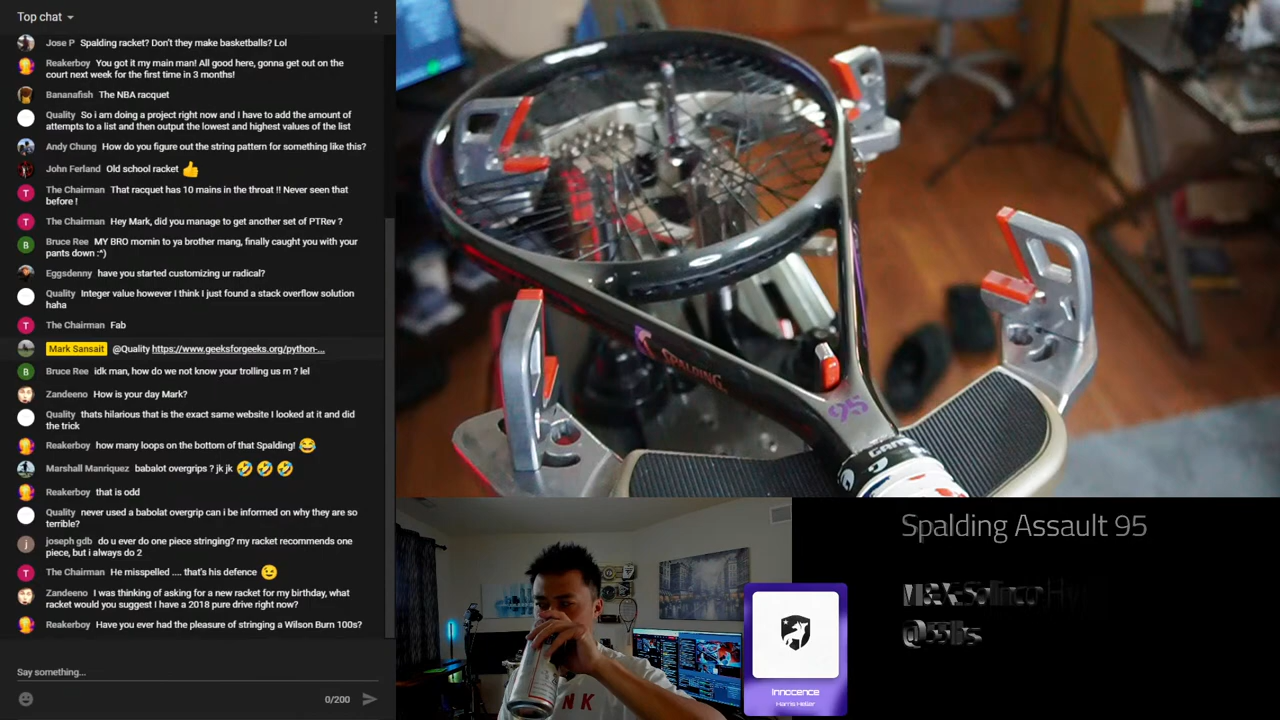 Top chat
Jose P Spalding racket? Don't they make basketballs? Lol
Reakerboy You got it my main man! All good here, gonna get out on the
court next week for the first time in 3 months!
Bananafish The NBA racquet
Quality So i am doing a project right now and I have to add the amount of
attempts to a list and then output the lowest and highest values of the list
Andy Chung How do you figure out the string pattern for something like this?
John Ferland Old school racket 👍
The Chairman That racquet has 10 mains in the throat !! Never seen that
before !
The Chairman Hey Mark, did you manage to get another set of PTRev ?
Bruce Ree MY BRO mornin to ya brother mang, finally caught you with your
pants down :^)
Eggsdenny have you started customizing ur radical?
Quality Integer value however I think I just found a stack overflow solution
haha
The Chairman Fab
Mark Sansait @Quality https://www.geeksforgeeks.org/python-...
Bruce Ree idk man, how do we not know your trolling us rn ? lel
Zandeeno How is your day Mark?
Quality thats hilarious that is the exact same website I looked at it and did
the trick
Reakerboy how many loops on the bottom of that Spalding! 😂
Marshall Manriquez babalot overgrips ? jk jk 🤣 🤣 🤣
Reakerboy that is odd
Quality never used a babolat overgrip can i be informed on why they are so
terrible?
joseph gdb do u ever do one piece stringing? my racket recommends one
piece, but i always do 2
The Chairman He misspelled .... that's his defence 😉
Zandeeno I was thinking of asking for a new racket for my birthday, what
racket would you suggest I have a 2018 pure drive right now?
Reakerboy Have you ever had the pleasure of stringing a Wilson Burn 100s?
Say something...
0/200
SPALDING
95
GAMMA
Spalding Assault 95
NK
Innocence
Harris Heller